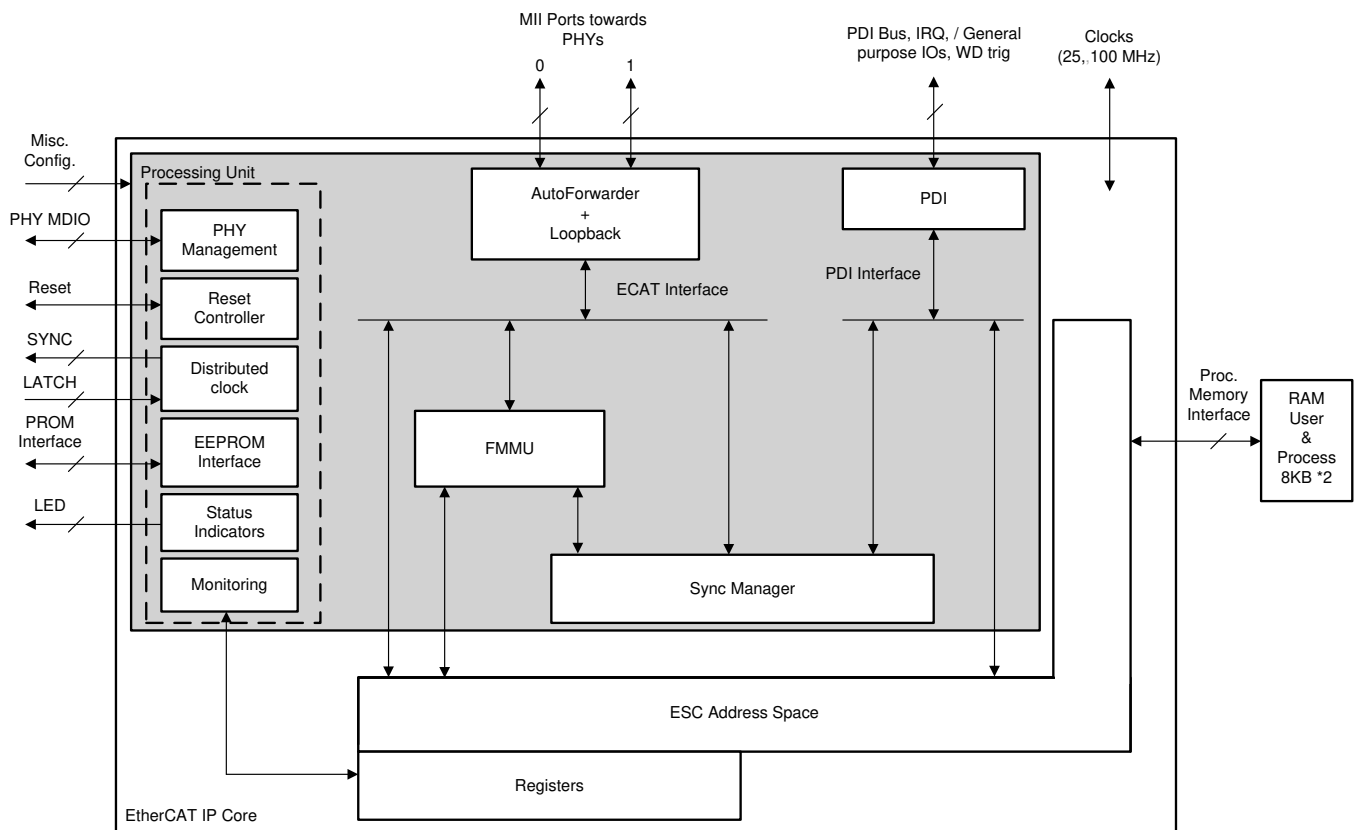 MII Ports towards
PHYs
0
1
PDI Bus, IRQ, / General
purpose IOs, WD trig
Clocks
(25,,100 MHz)
Misc.
Config.
Processing Unit
PHY MDIO
PHY
Management
Reset
Reset
Controller
SYNC
LATCH
Distributed
clock
PROM
Interface
EEPROM
Interface
LED
Status
Indicators
Monitoring
AutoForwarder
+
Loopback
ECAT Interface
PDI
PDI Interface
FMMU
Sync Manager
Proc.
Memory
Interface
RAM
User
&
Process
8KB *2
ESC Address Space
Registers
EtherCAT IP Core